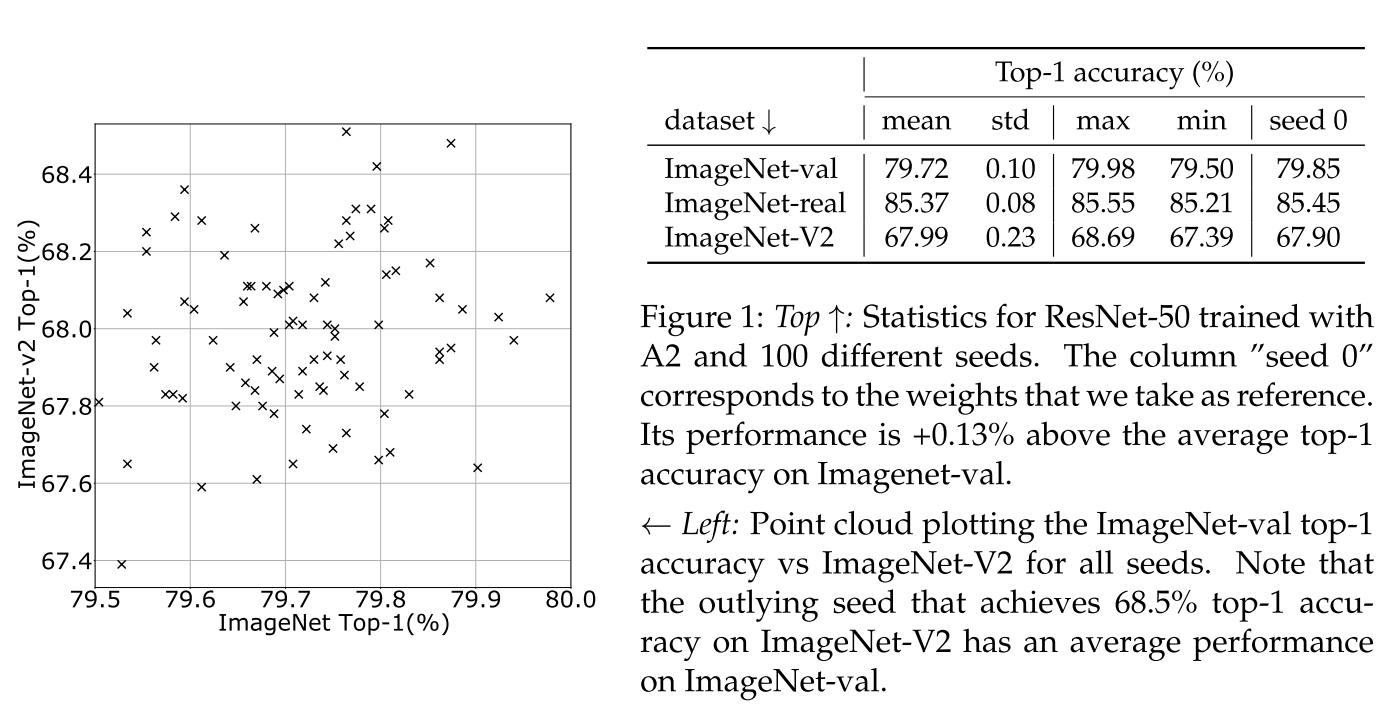 68.4
68.2
68.0
67.8
67.6
67.4
ImageNet-v2 Top-1(%)
79.5 79.6 79.7 79.8 79.9 80.0
ImageNet Top-1(%)
Top-1 accuracy (%)
dataset ↓ mean std max min seed 0
ImageNet-val 79.72 0.10 79.98 79.50 79.85
ImageNet-real 85.37 0.08 85.55 85.21 85.45
ImageNet-V2 67.99 0.23 68.69 67.39 67.90
Figure 1: Top ↑: Statistics for ResNet-50 trained with
A2 and 100 different seeds. The column ”seed 0”
corresponds to the weights that we take as reference.
Its performance is +0.13% above the average top-1
accuracy on Imagenet-val.
← Left: Point cloud plotting the ImageNet-val top-1
accuracy vs ImageNet-V2 for all seeds. Note that
the outlying seed that achieves 68.5% top-1 accu-
racy on ImageNet-V2 has an average performance
on ImageNet-val.